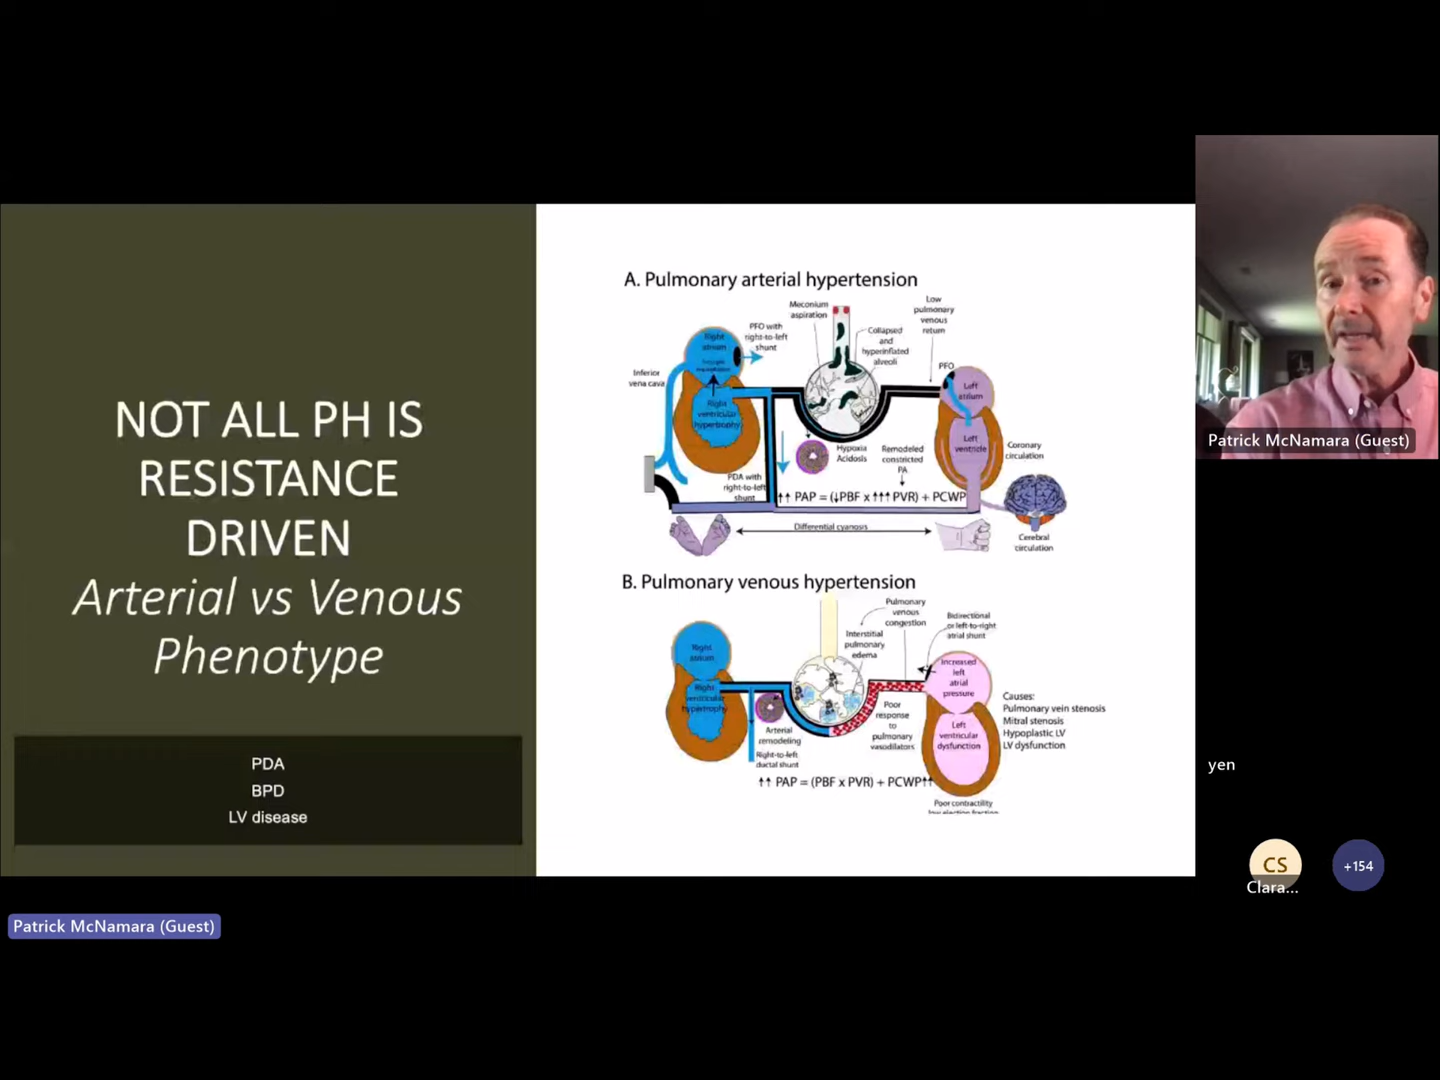 NOT ALL PH IS
RESISTANCE
DRIVEN
Arterial vs Venous
Phenotype
PDA
BPD
LV disease
A. Pulmonary arterial hypertension
Meconium
aspiration
Low
pulmonary
venous
return
PFO with
right-to-left
shunt
Collapsed
and
hyperinflated
alveoli
Right
atrium
Inferior
vena cava
PFO
Left
atrium
Right
ventricular
hypertrophy
Left
ventricle
Coronary
circulation
Hypoxia
Acidosis
Remodeled
constricted
PA
PDA with
right-to-left
shunt
↑↑ PAP = (↓PBF x ↑↑↑ PVR) + PCWP
Differential cyanosis
Cerebral
circulation
B. Pulmonary venous hypertension
Pulmonary
venous
congestion
Bidirectional
or left-to-right
atrial shunt
Interstitial
pulmonary
edema
Right
atrium
Increased
left
atrial
pressure
Right
ventricular
hypertrophy
Arterial
remodeling
Right-to-left
ductal shunt
Poor
response
to
pulmonary
vasodilators
Left
ventricular
dysfunction
Causes:
Pulmonary vein stenosis
Mitral stenosis
Hypoplastic LV
LV dysfunction
↑↑ PAP = (PBF x PVR) + PCWP↑↑
Poor contractility
low ejection fraction
Patrick McNamara (Guest)
yen
CS
Clara...
+154
Patrick McNamara (Guest)